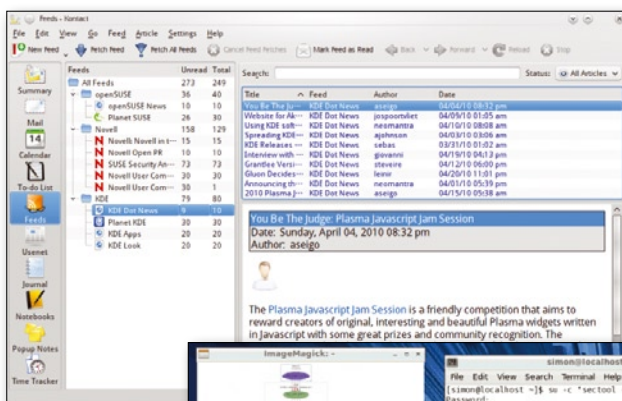 Feeds - Kontact
File Edit View Go Feed Article Settings Help
New Feed Fetch Feed Fetch All Feeds Cancel Feed Fetches Mark Feed as Read Back Forward Reload Stop
Summary
Mail
14
Calendar
To-do List
Feeds
Usenet
Journal
Notebooks
Popup Notes
Time Tracker
Feeds Unread Total
All Feeds 273 249
openSUSE 36 40
openSUSE News 10 10
Planet SUSE 26 30
Novell 158 129
Novell: Novell in t··· 15 15
Novell Open PR 10 10
SUSE Security An··· 73 73
Novell User Com··· 30 30
Novell User Com··· 30 1
KDE 79 80
KDE Dot News 9 10
Planet KDE 30 30
KDE Apps 20 20
KDE Look 20 20
Search: Status: All Articles
Title Feed Author Date
You Be The Ju··· KDE Dot News aseigo 04/04/10 08:32 pm
Website for Ak··· KDE Dot News jospoortvliet 04/09/10 01:05 am
Using KDE soft··· KDE Dot News neomantra 04/10/10 08:08 am
Spreading KDE··· KDE Dot News ajohnson 04/03/10 03:06 am
KDE Releases ··· KDE Dot News sebas 03/31/10 01:02 am
Interview with ··· KDE Dot News giovanni 04/19/10 04:13 pm
Grantlee Versi··· KDE Dot News steveire 04/12/10 06:00 pm
Gluon Decides··· KDE Dot News leinir 04/20/10 11:01 pm
Announcing th··· KDE Dot News neomantra 04/01/10 05:39 pm
2010 Plasma J··· KDE Dot News aseigo 04/15/10 05:38 am
You Be The Judge: Plasma Javascript Jam Session
Date: Sunday, April 04, 2010 08:32 pm
Author: aseigo
The Plasma Javascript Jam Session is a friendly competition that aims to
reward creators of original, interesting and beautiful Plasma widgets written
in Javascript with some great prizes and community recognition. The
ImageMagick: -
simon@localhost
File Edit View Search Terminal Help
[simon@localhost ~]$ su -c "sectool
Password: